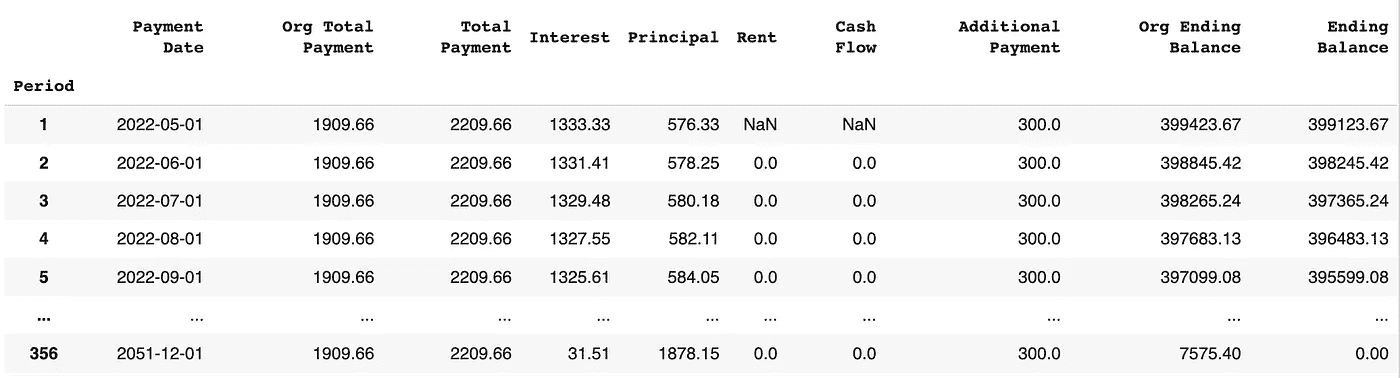 Payment Date Org Total Payment Total Payment Interest Principal Rent Cash Flow Additional Payment Org Ending Balance Ending Balance
Period
1 2022-05-01 1909.66 2209.66 1333.33 576.33 NaN NaN 300.0 399423.67 399123.67
2 2022-06-01 1909.66 2209.66 1331.41 578.25 0.0 0.0 300.0 398845.42 398245.42
3 2022-07-01 1909.66 2209.66 1329.48 580.18 0.0 0.0 300.0 398265.24 397365.24
4 2022-08-01 1909.66 2209.66 1327.55 582.11 0.0 0.0 300.0 397683.13 396483.13
5 2022-09-01 1909.66 2209.66 1325.61 584.05 0.0 0.0 300.0 397099.08 395599.08
... ... ... ... ... ... ... ... ... ... ...
356 2051-12-01 1909.66 2209.66 31.51 1878.15 0.0 0.0 300.0 7575.40 0.00